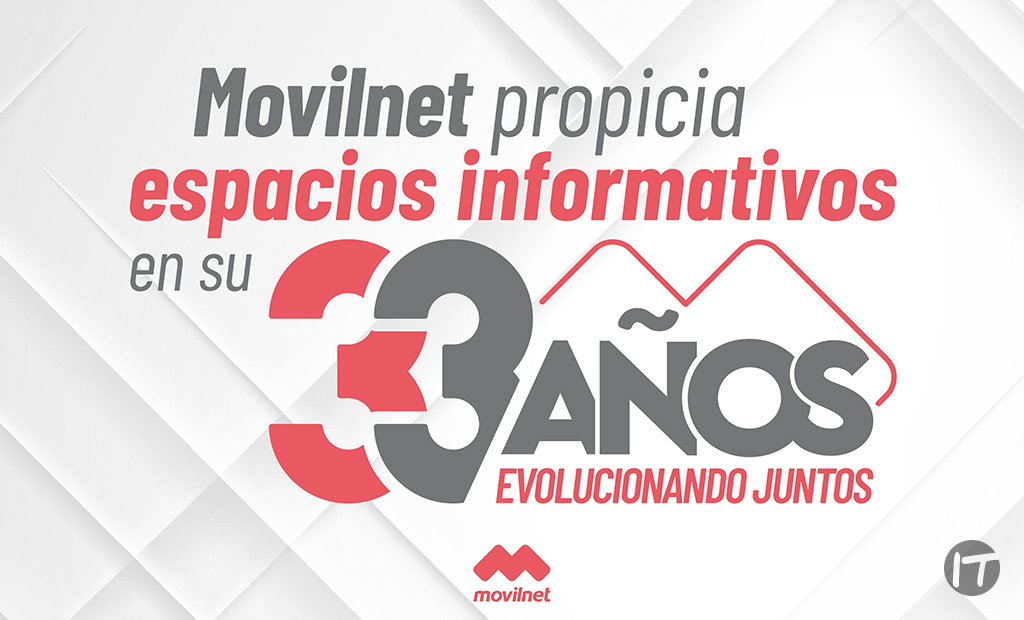 Movilnet propicia
espacios informativos
en su 33 AÑOS
EVOLUCIONANDO JUNTOS
movilnet
IT